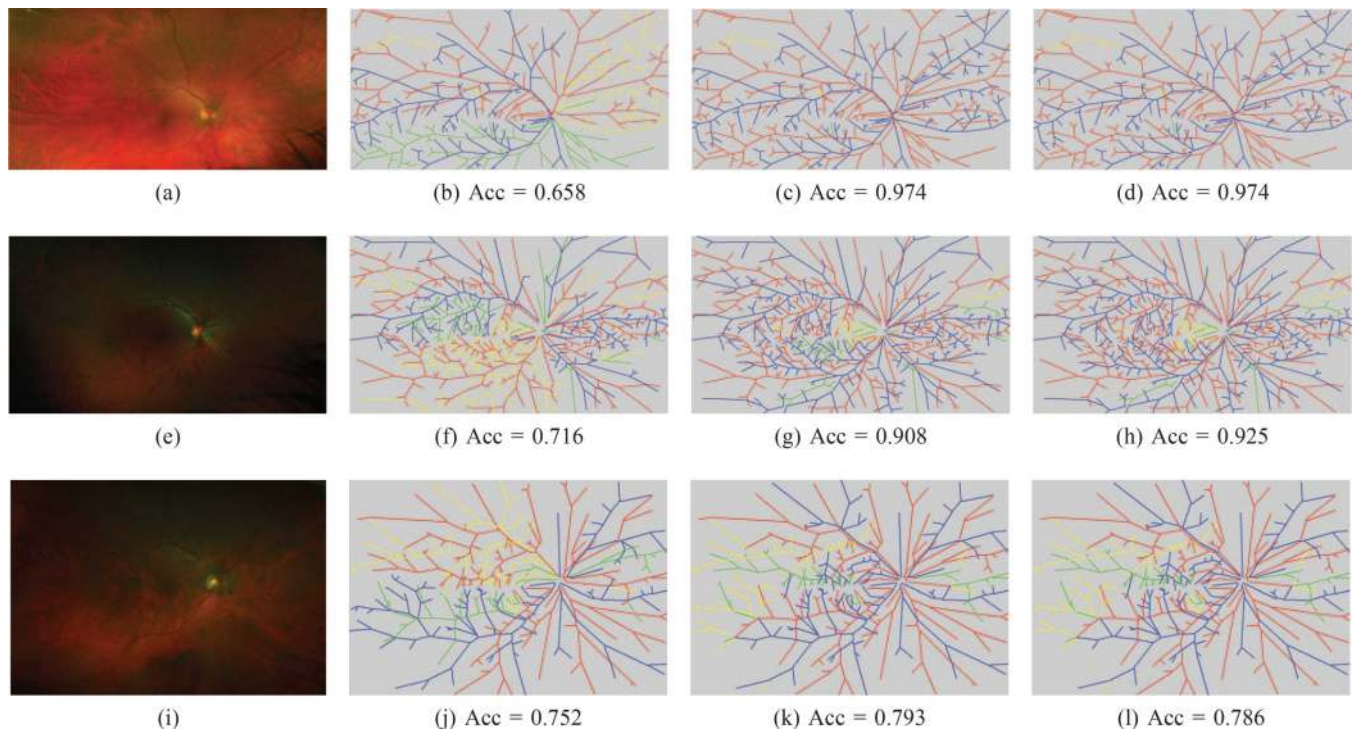 (a)
(b) Acc = 0.658
(c) Acc = 0.974
(d) Acc = 0.974
(e)
(f) Acc = 0.716
(g) Acc = 0.908
(h) Acc = 0.925
(i)
(j) Acc = 0.752
(k) Acc = 0.793
(l) Acc = 0.786